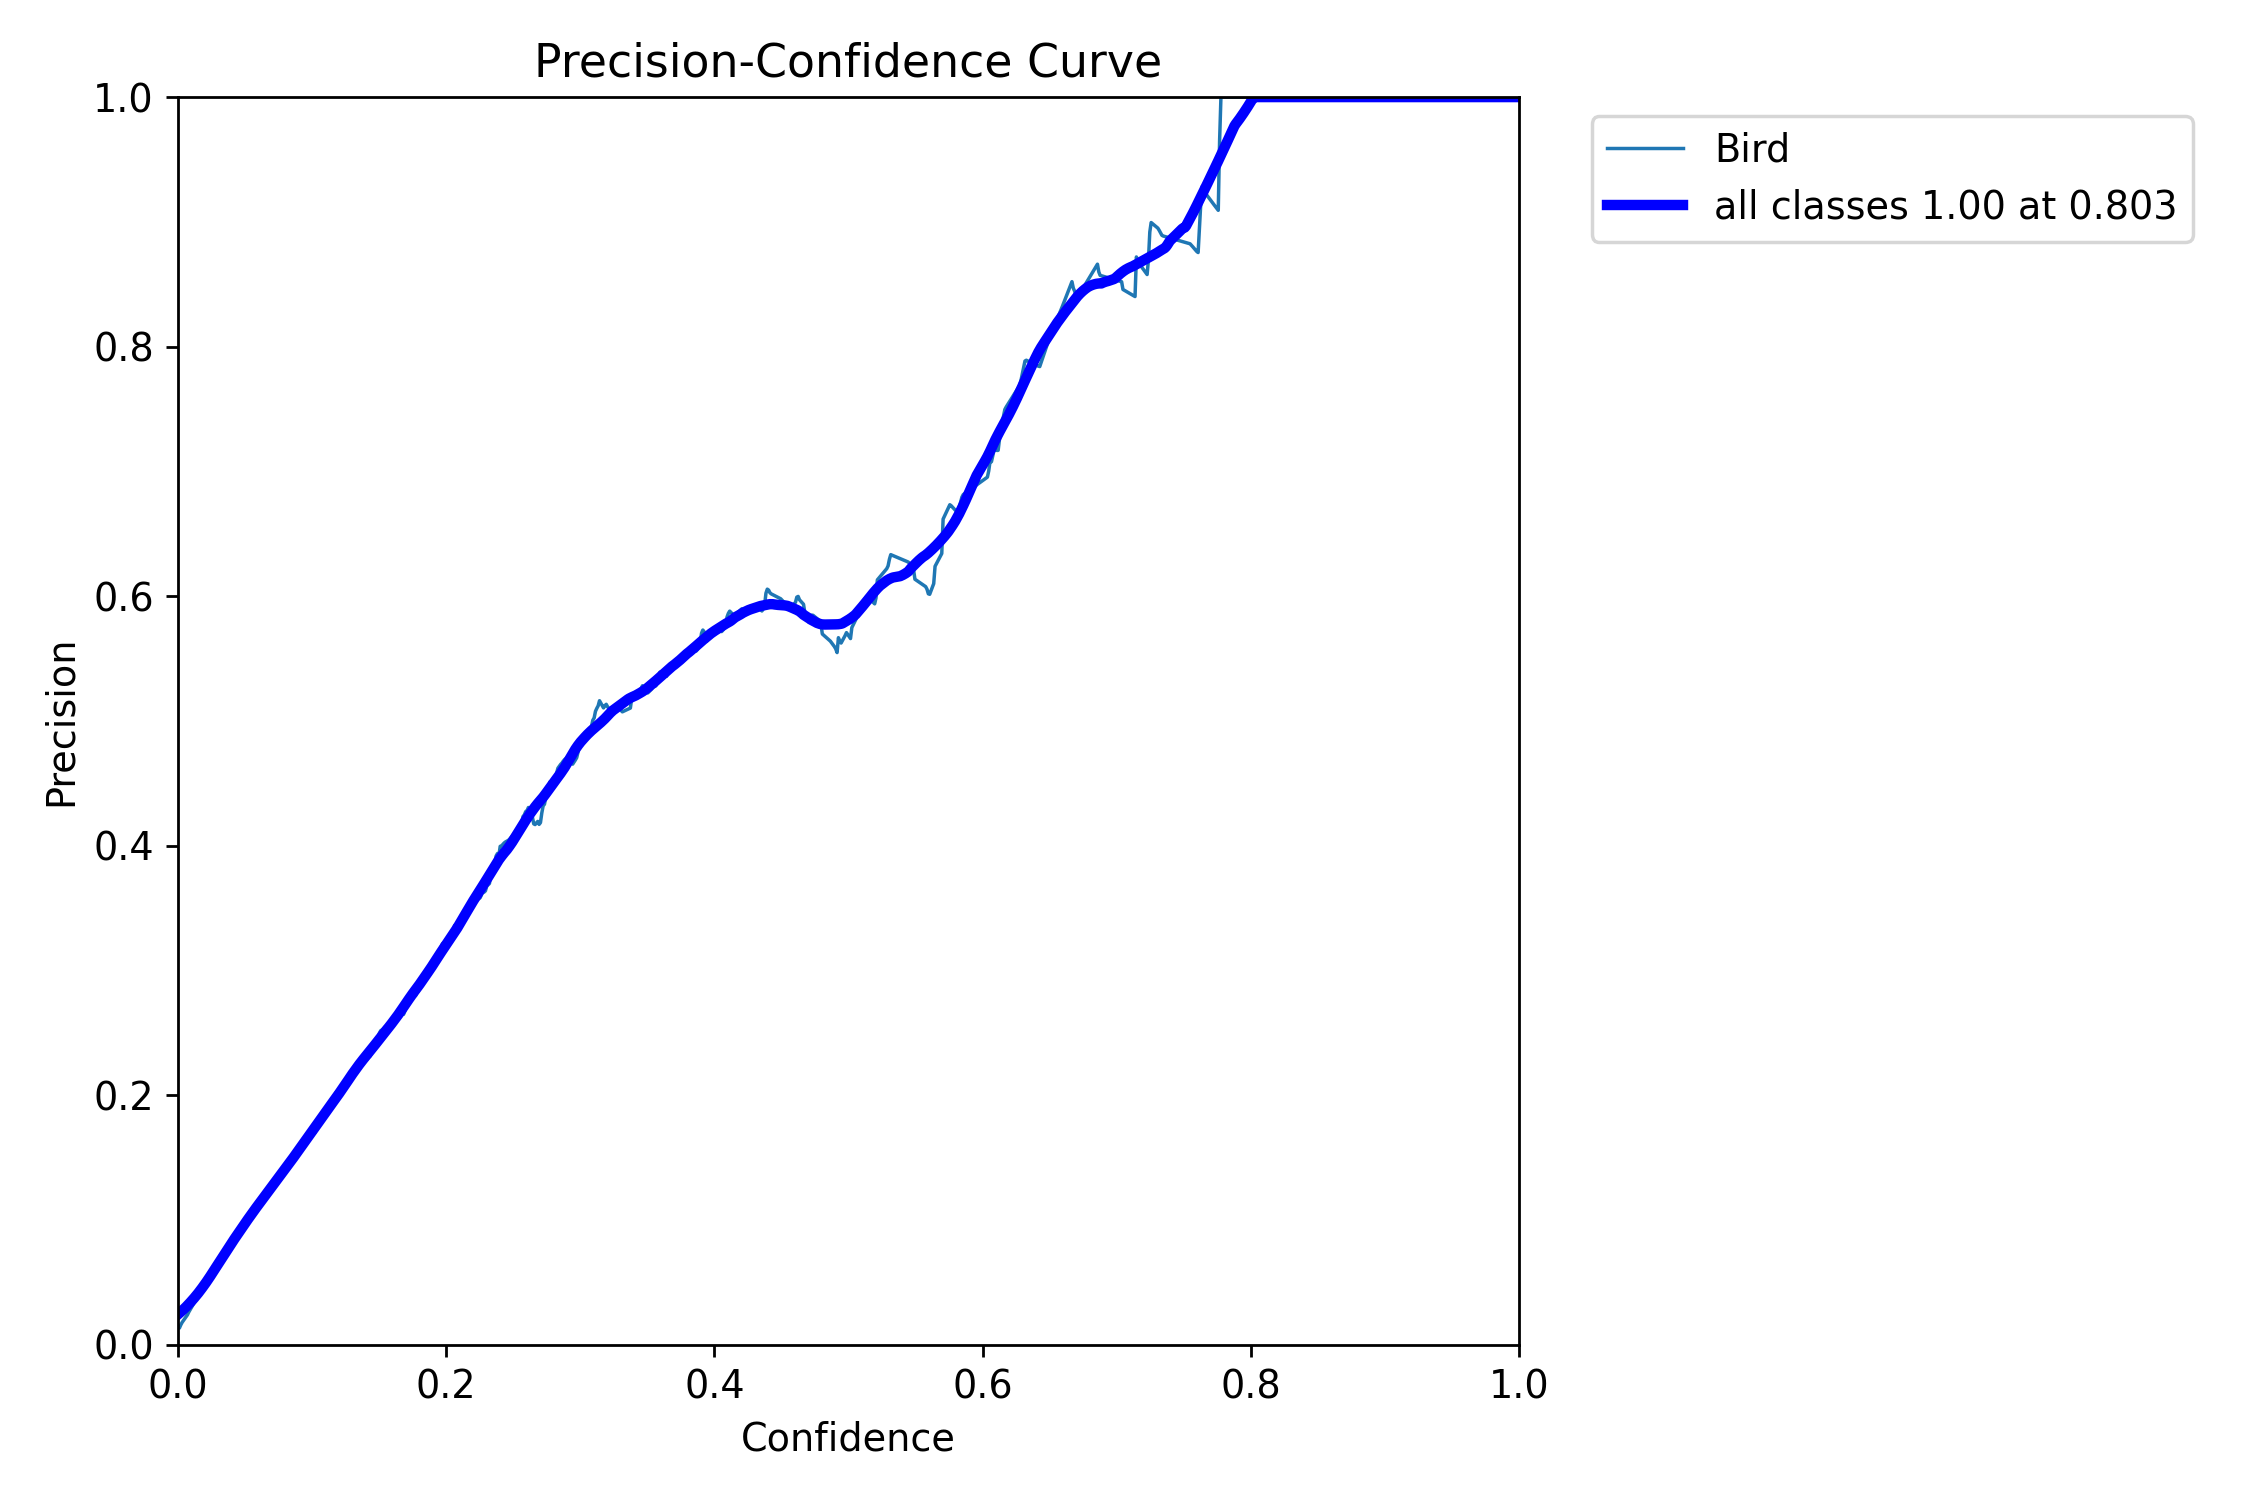 Precision-Confidence Curve
Bird
all classes 1.00 at 0.803
1.0
0.8
0.6
0.4
0.2
0.0
Precision
0.0 0.2 0.4 0.6 0.8 1.0
Confidence